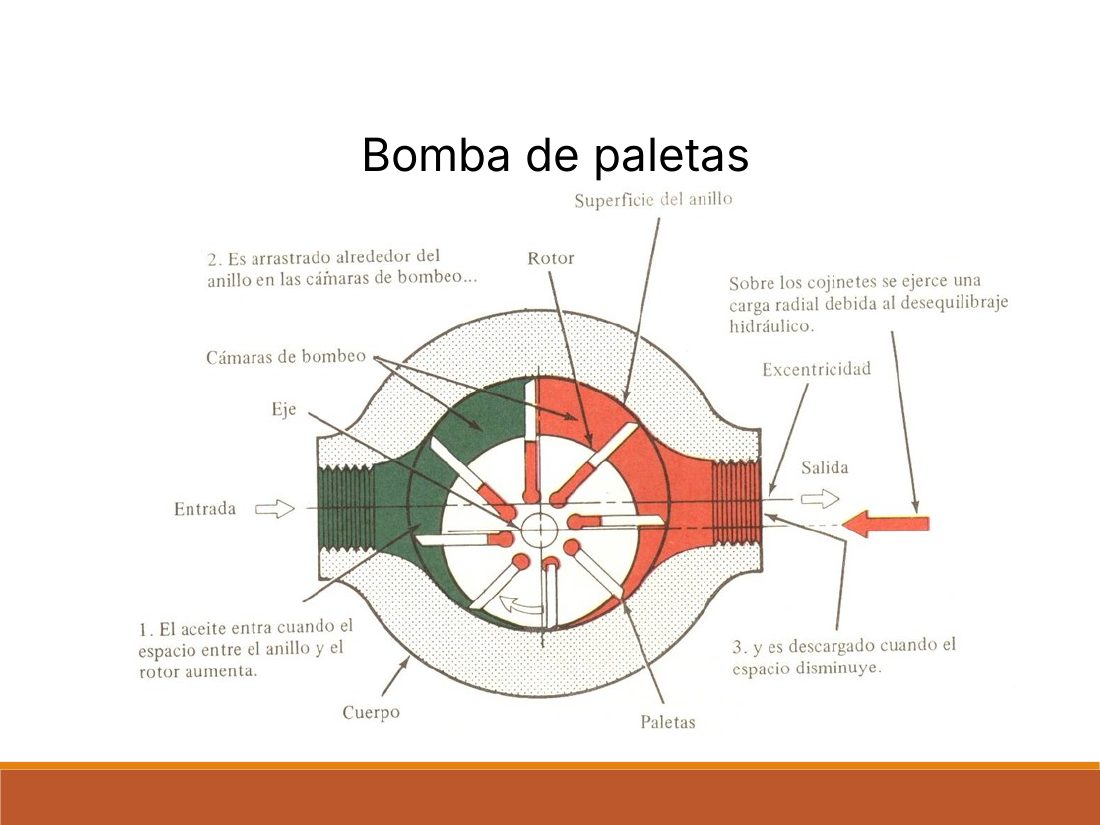 Bomba de paletas
Superficie del anillo
2. Es arrastrado alrededor del
anillo en las cámaras de bombeo...
Rotor
Sobre los cojinetes se ejerce una
carga radial debida al desequilibraje
hidráulico.
Cámaras de bombeo
Excentricidad
Eje
Salida
Entrada
1. El aceite entra cuando el
espacio entre el anillo y el
rotor aumenta.
3. y es descargado cuando el
espacio disminuye.
Cuerpo
Paletas